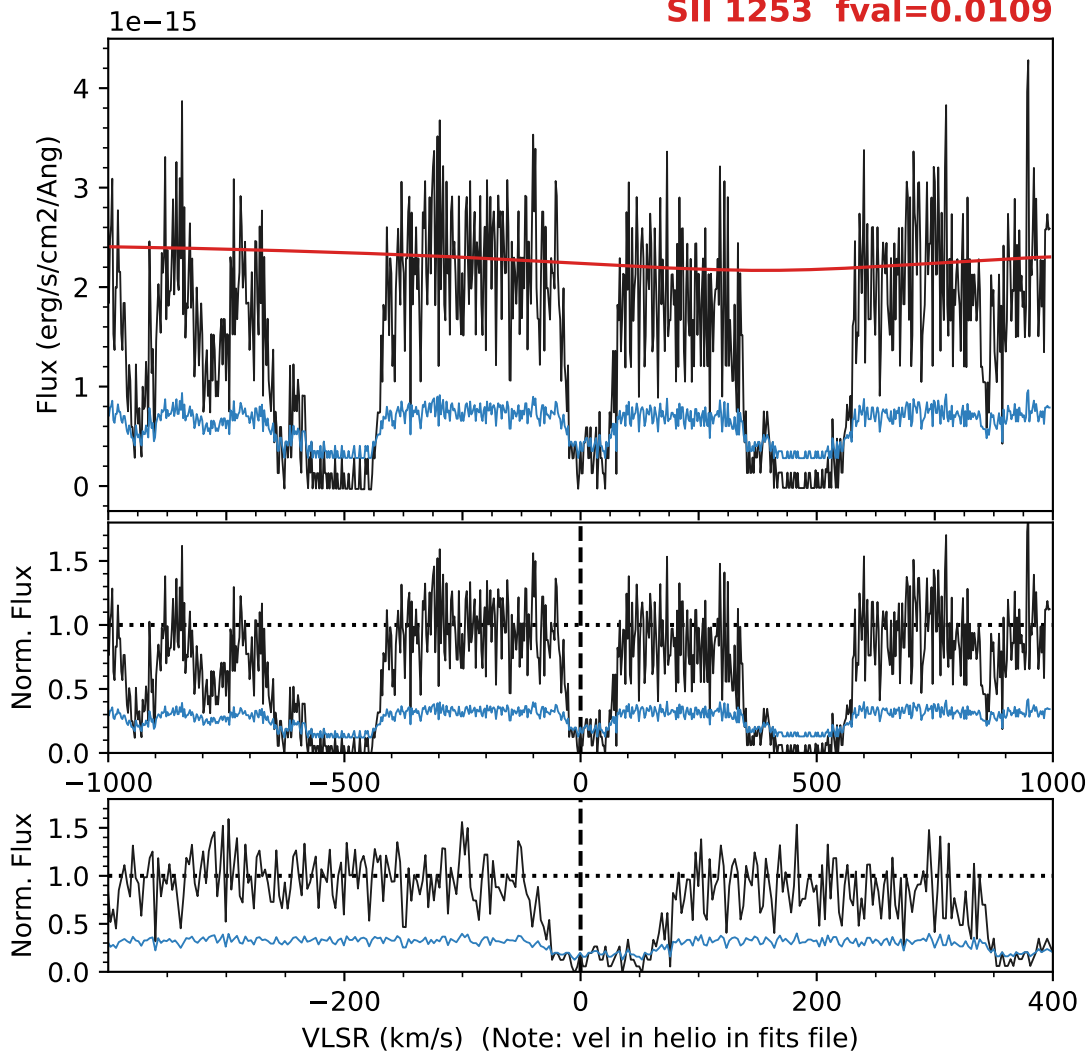 SII 1253 fval=0.0109
1e−15
4
3
2
1
0
Flux (erg/s/cm2/Ang)
1.5
1.0
0.5
0.0
Norm. Flux
−1000 −500 0 500 1000
1.5
1.0
0.5
0.0
Norm. Flux
−200 0 200 400
VLSR (km/s) (Note: vel in helio in fits file)